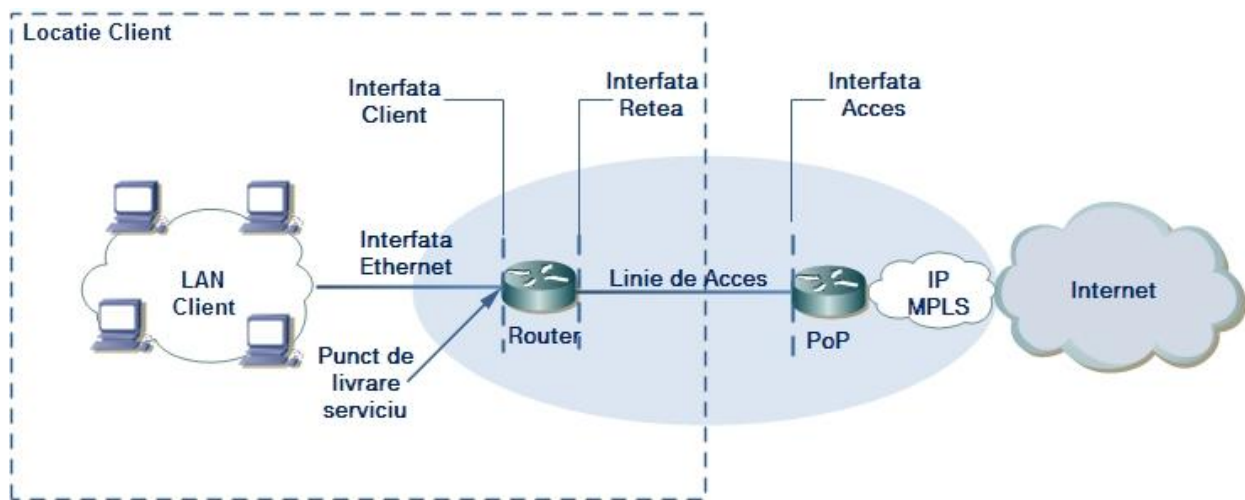 Locatie Client
Interfata
Client
Interfata
Retea
Interfata
Acces
LAN
Client
Interfata
Ethernet
Router
Linie de Acces
PoP
IP
MPLS
Internet
Punct de
livrare
serviciu